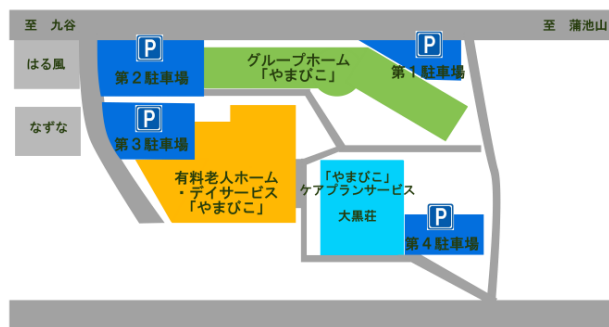 至 九谷
至 蒲池山
はる風
P
第２駐車場
グループホーム
「やまびこ」
P
第１駐車場
なずな
P
第３駐車場
有料老人ホーム
・デイサービス
「やまびこ」
「やまびこ」
ケアプランサービス
大黒荘
P
第４駐車場